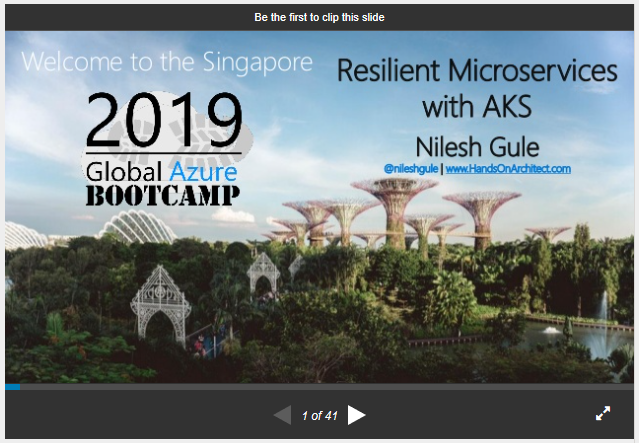 Be the first to clip this slide
Welcome to the Singapore
2019
Global Azure
BOOTCAMP
Resilient Microservices
with AKS
Nilesh Gule
@nileshgule | www.HandsOnArchitect.com
1 of 41